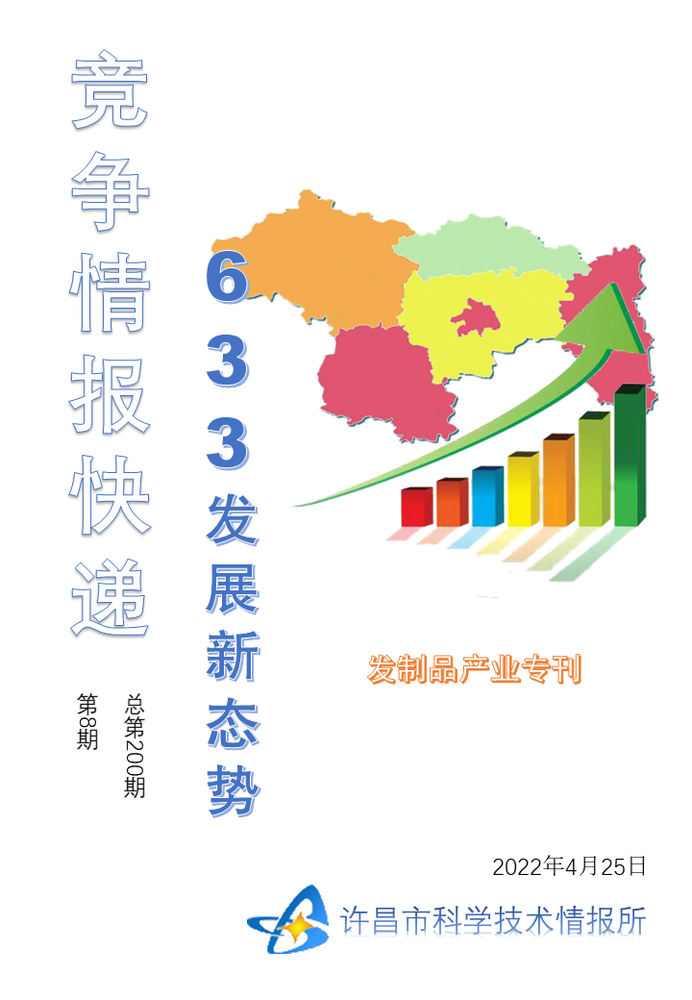 竞争情报快递
633发展新态势
总第200期
第8期
发制品产业专刊
2022年4月25日
许昌市科学技术情报所